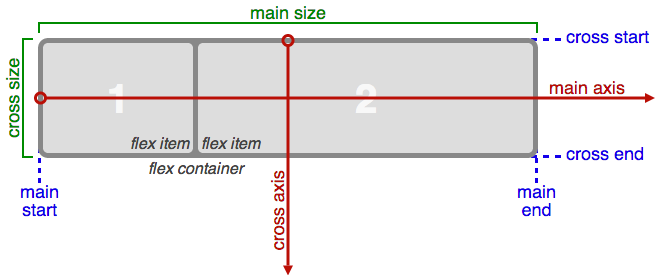 main size
cross start
cross size
main axis
1
2
flex item
flex item
cross end
flex container
cross axis
main
start
main
end